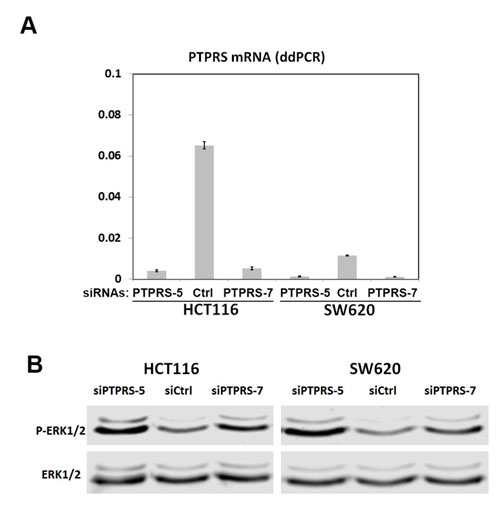 A
PTPRS mRNA (ddPCR)
0.1
0.08
0.06
0.04
0.02
0
siRNAs: PTPRS-5 Ctrl PTPRS-7 PTPRS-5 Ctrl PTPRS-7
HCT116 SW620
B
HCT116 SW620
siPTPRS-5 siCtrl siPTPRS-7 siPTPRS-5 siCtrl siPTPRS-7
P-ERK1/2
ERK1/2